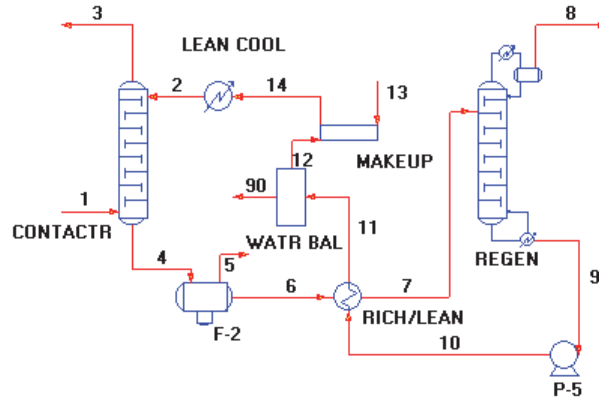 3
8
LEAN COOL
2
14
13
MAKEUP
12
90
1
11
CONTACTR
WATR BAL
REGEN
4
5
6
7
9
RICH/LEAN
F-2
10
P-5